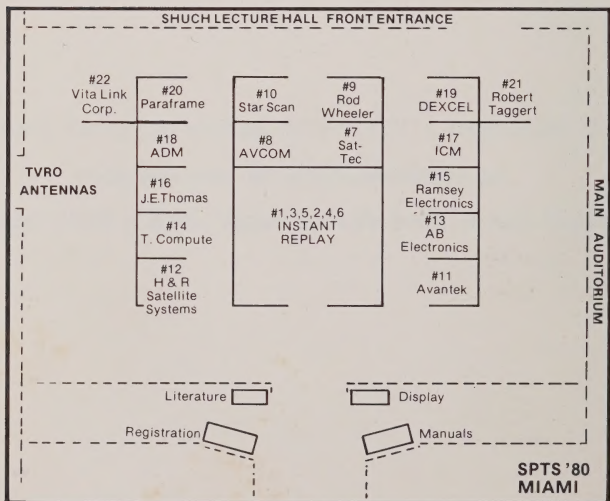 SHUCH LECTURE HALL FRONT ENTRANCE
#22
Vita Link
Corp.
#20
Paraframe
#10
Star Scan
#9
Rod
Wheeler
#19
DEXCEL
#21
Robert
Taggert
#18
ADM
#8
AVCOM
#7
Sat-
Tec
#17
ICM
TVRO
ANTENNAS
#16
J.E.Thomas
#15
Ramsey
Electronics
#14
T. Compute
#1,3,5,2,4,6
INSTANT
REPLAY
#13
AB
Electronics
#12
H & R
Satellite
Systems
#11
Avantek
MAIN AUDITORIUM
Literature
Display
Registration
Manuals
SPTS '80
MIAMI